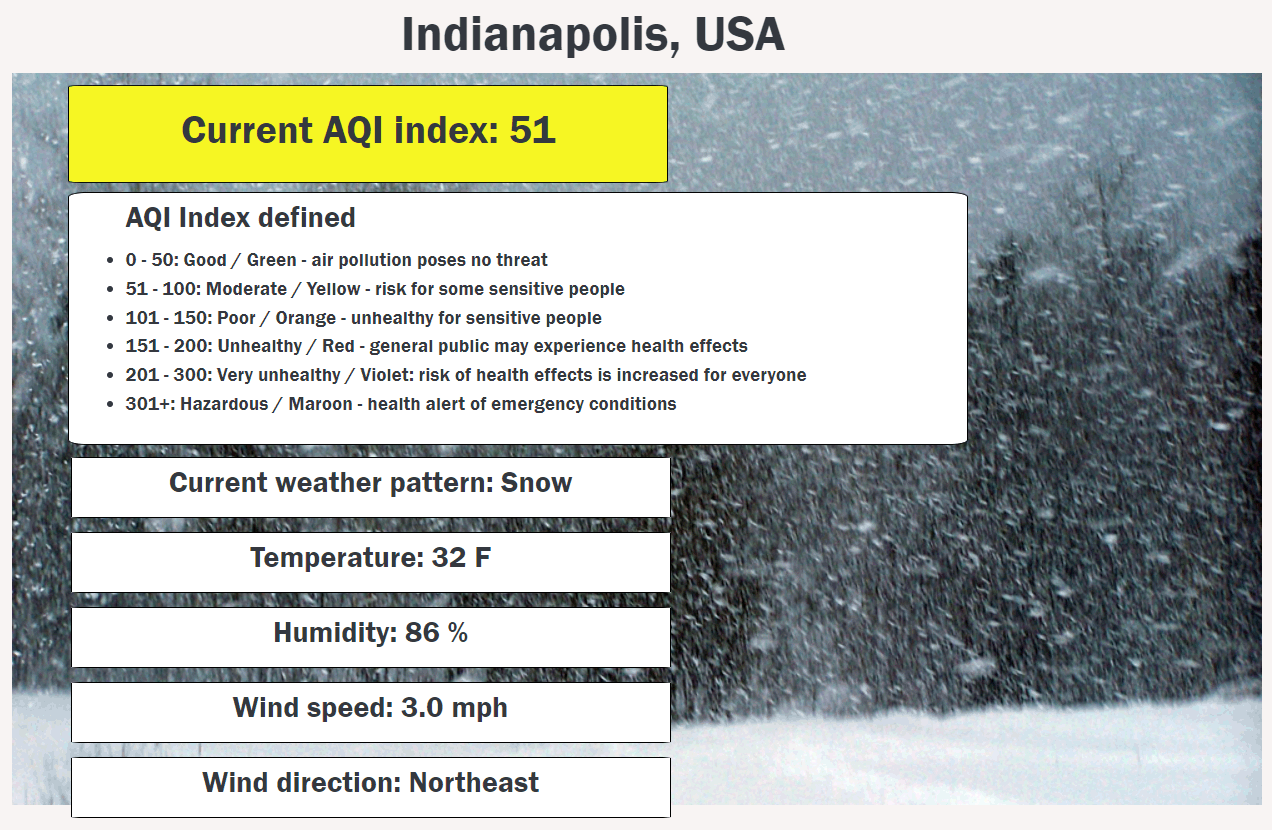 Indianapolis, USA
Current AQI index: 51
AQI Index defined
0 - 50: Good / Green - air pollution poses no threat
51 - 100: Moderate / Yellow - risk for some sensitive people
101 - 150: Poor / Orange - unhealthy for sensitive people
151 - 200: Unhealthy / Red - general public may experience health effects
201 - 300: Very unhealthy / Violet: risk of health effects is increased for everyone
301+: Hazardous / Maroon - health alert of emergency conditions
Current weather pattern: Snow
Temperature: 32 F
Humidity: 86 %
Wind speed: 3.0 mph
Wind direction: Northeast